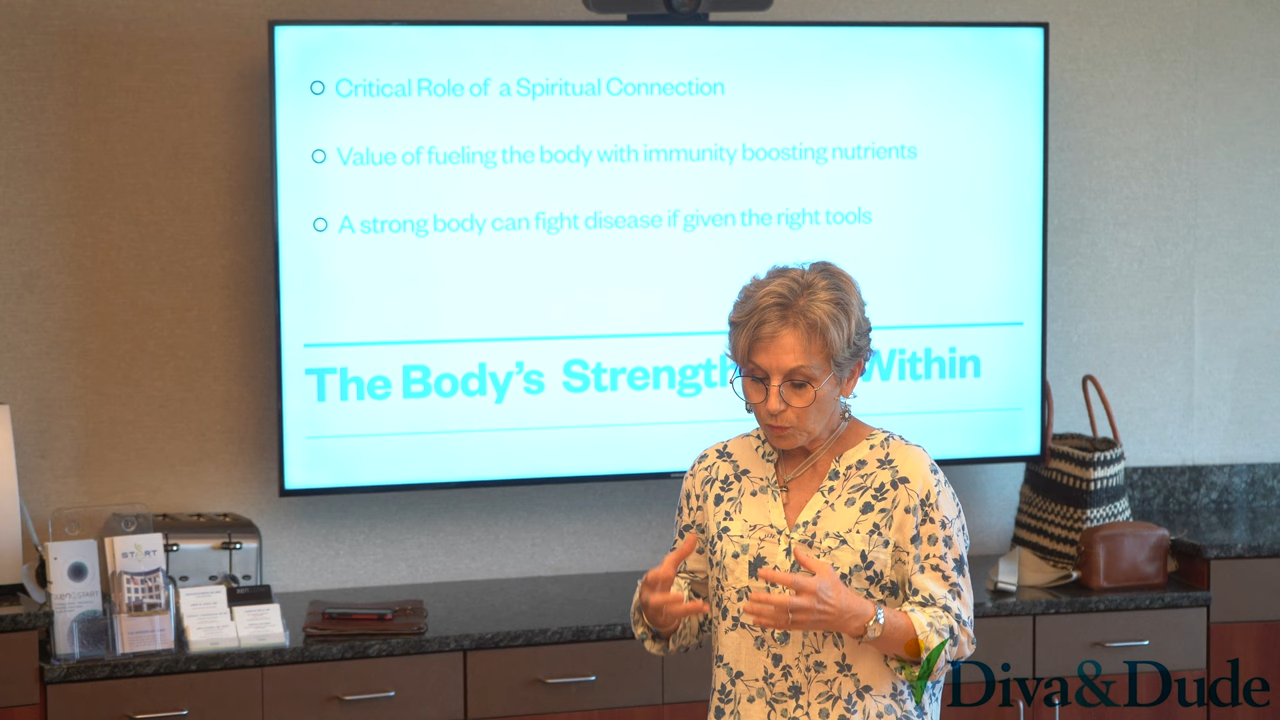 Critical Role of a Spiritual Connection
Value of fueling the body with immunity boosting nutrients
A strong body can fight disease if given the right tools
The Body's Strength Within
START
Diva&Dude